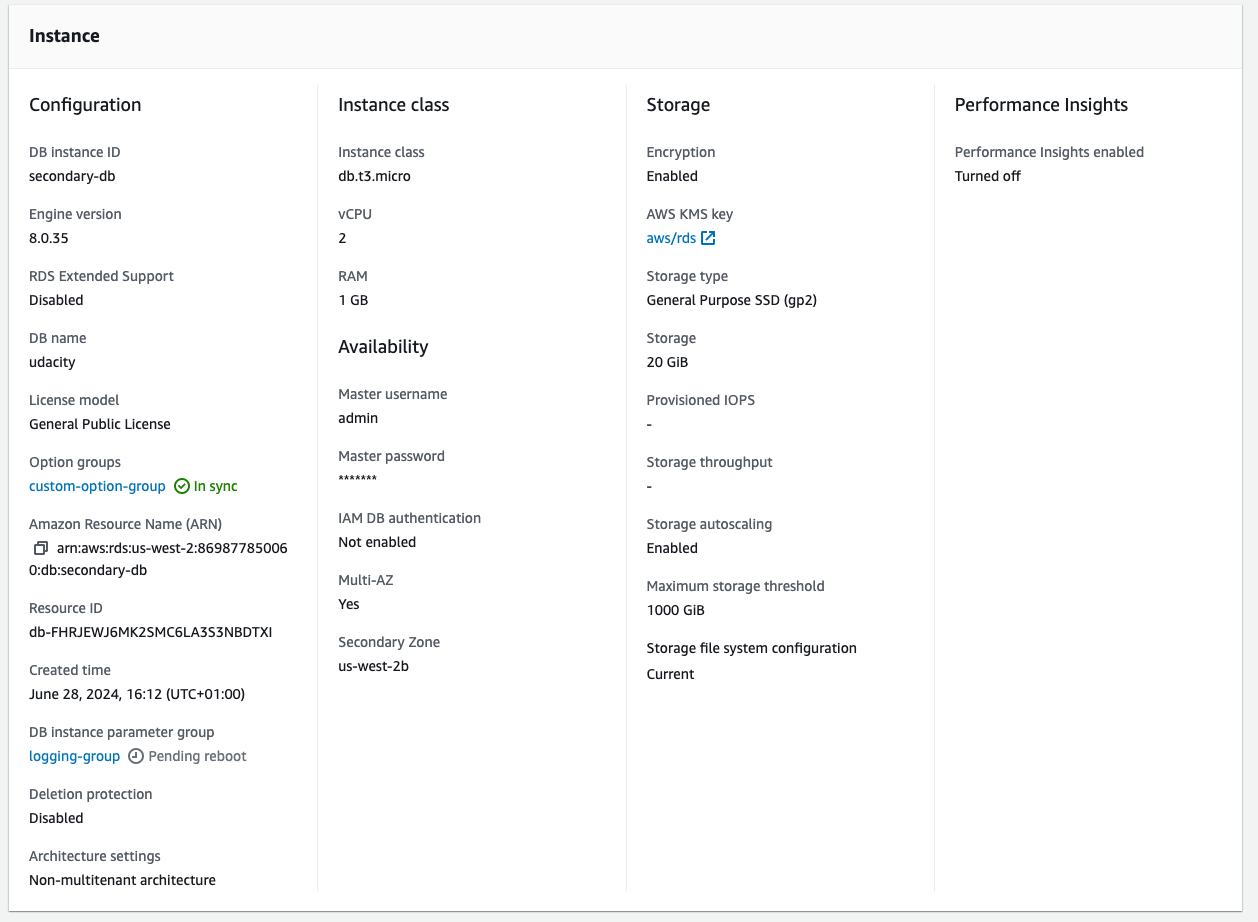 Instance
Configuration
DB instance ID
secondary-db
Engine version
8.0.35
RDS Extended Support
Disabled
DB name
udacity
License model
General Public License
Option groups
custom-option-group In sync
Amazon Resource Name (ARN)
arn:aws:rds:us-west-2:86987785006
0:db:secondary-db
Resource ID
db-FHRJEWJ6MK2SMC6LA3S3NBDTXI
Created time
June 28, 2024, 16:12 (UTC+01:00)
DB instance parameter group
logging-group Pending reboot
Deletion protection
Disabled
Architecture settings
Non-multitenant architecture
Instance class
Instance class
db.t3.micro
vCPU
2
RAM
1 GB
Availability
Master username
admin
Master password
*******
IAM DB authentication
Not enabled
Multi-AZ
Yes
Secondary Zone
us-west-2b
Storage
Encryption
Enabled
AWS KMS key
aws/rds
Storage type
General Purpose SSD (gp2)
Storage
20 GiB
Provisioned IOPS
-
Storage throughput
-
Storage autoscaling
Enabled
Maximum storage threshold
1000 GiB
Storage file system configuration
Current
Performance Insights
Performance Insights enabled
Turned off